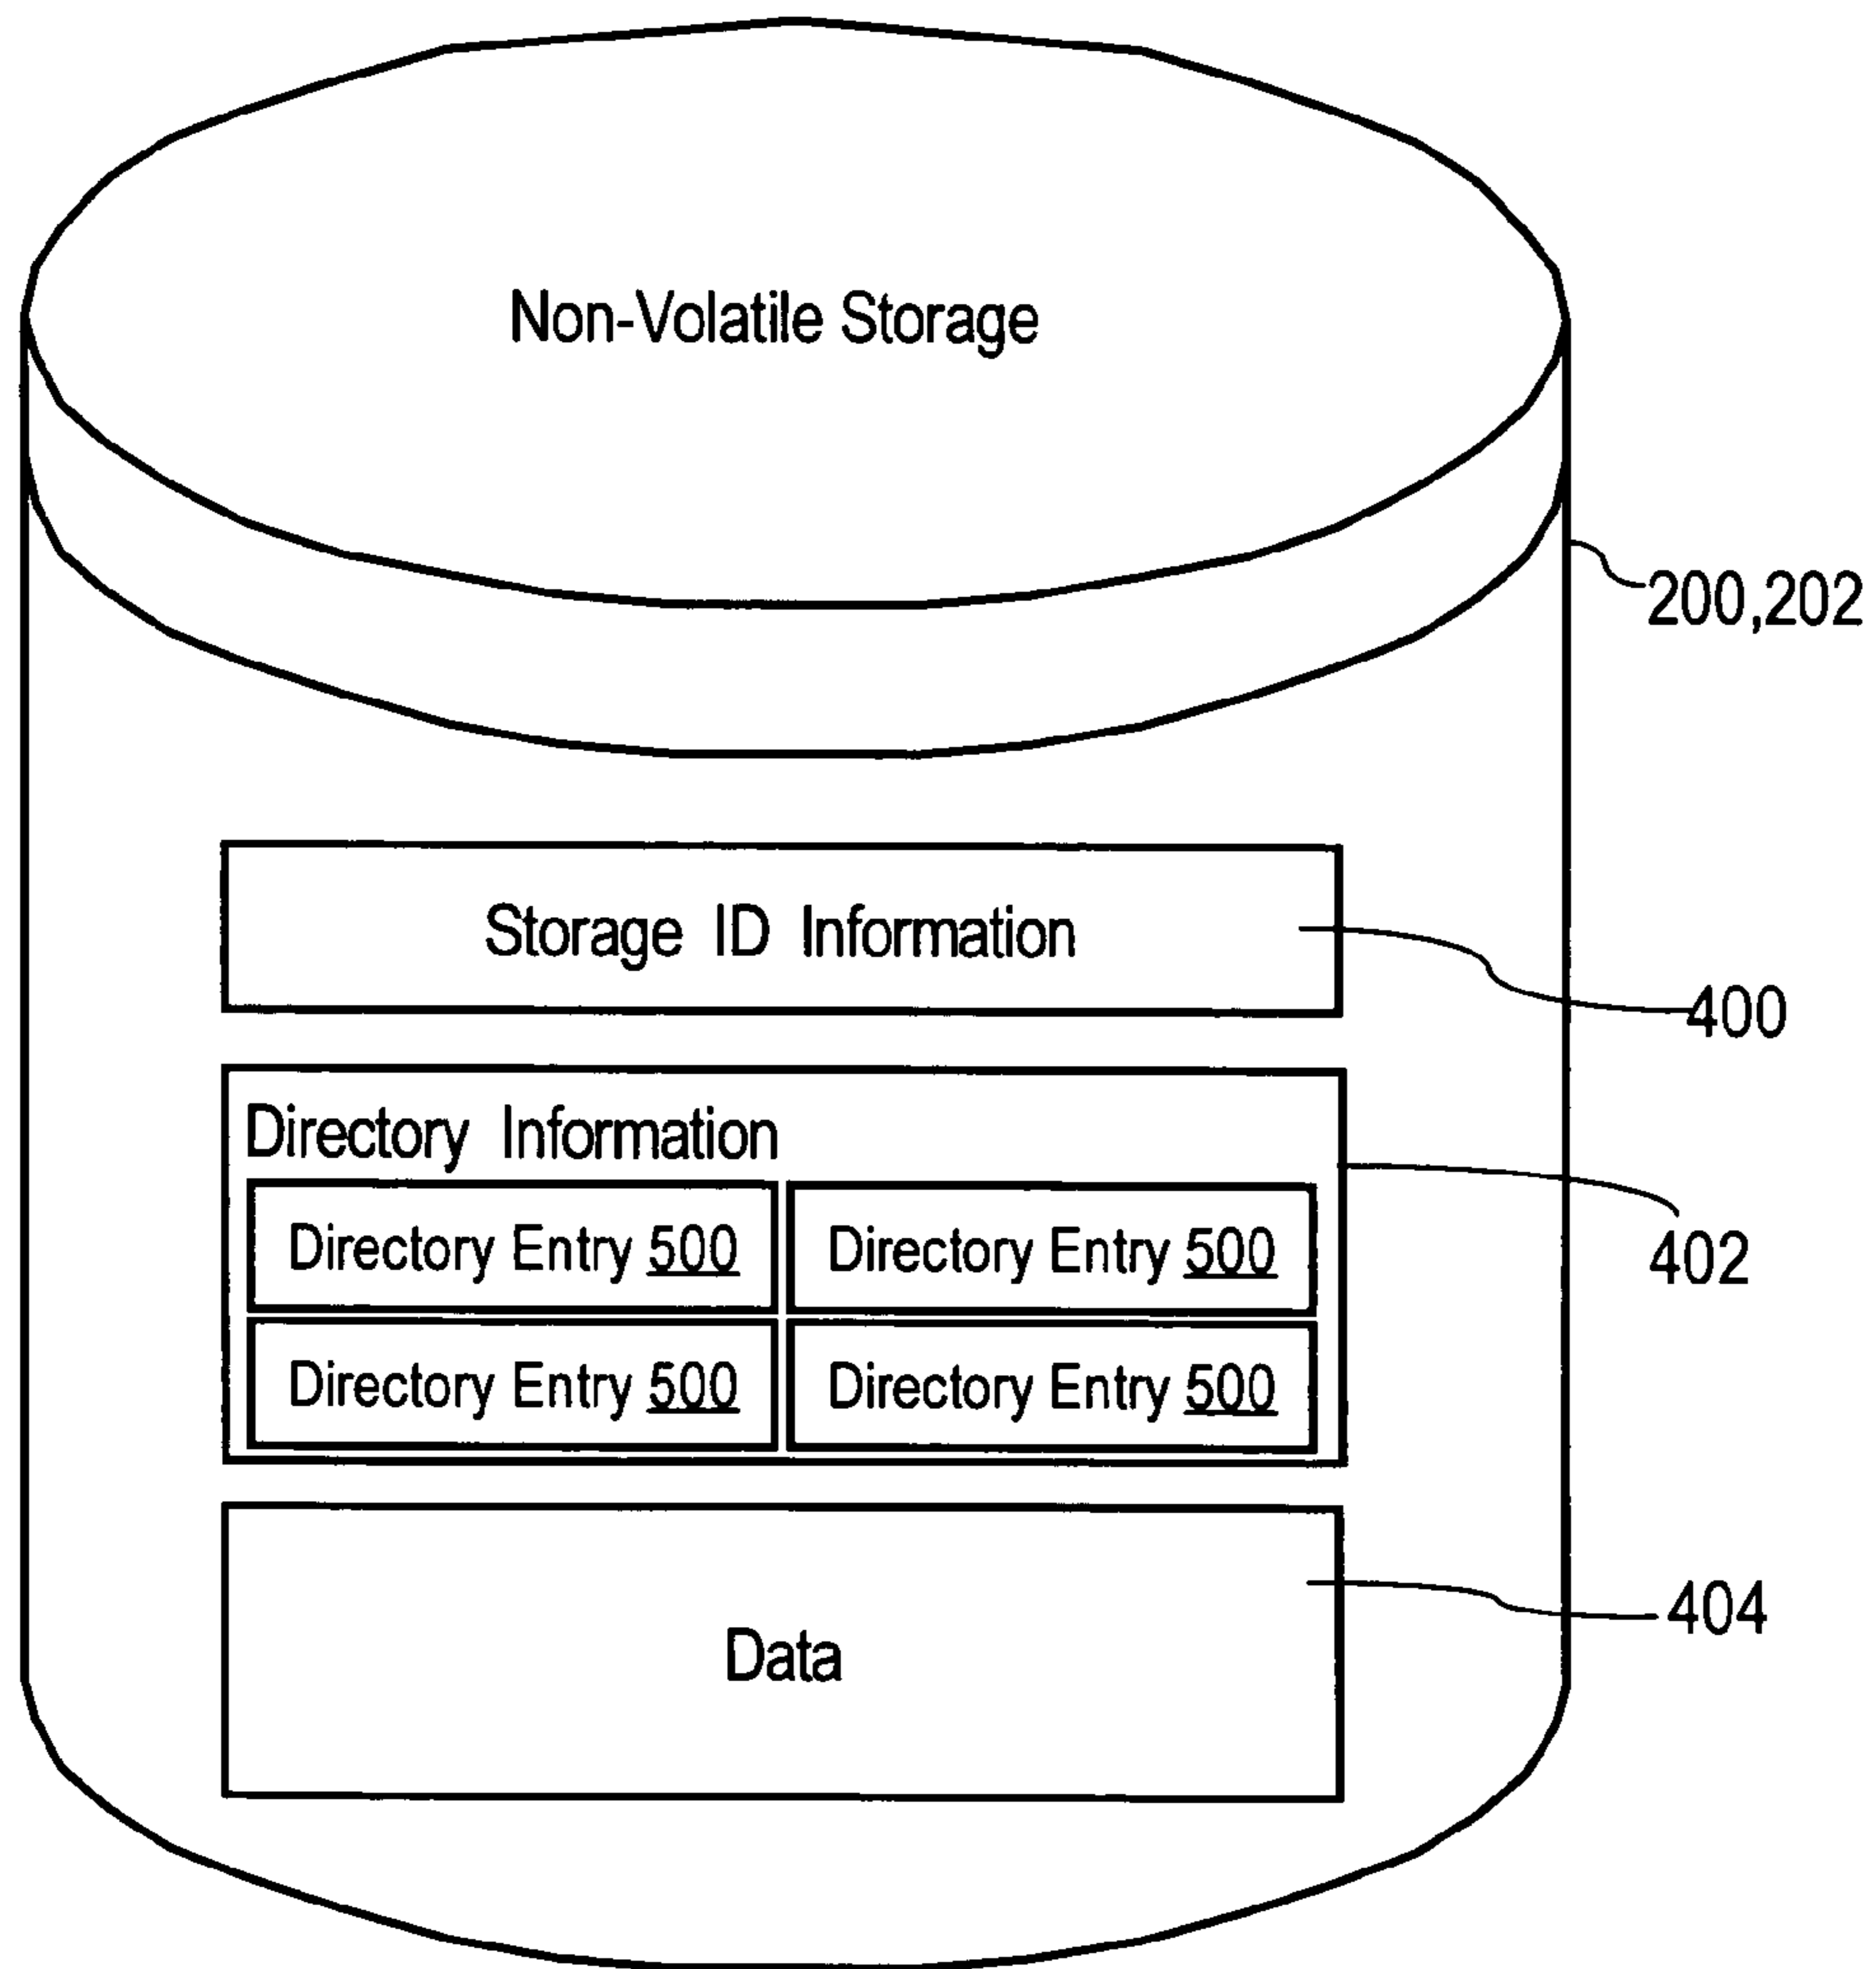 Non-Volatile Storage
200,202
Storage ID Information
400
Directory Information
Directory Entry 500
Directory Entry 500
402
Directory Entry 500
Directory Entry 500
404
Data